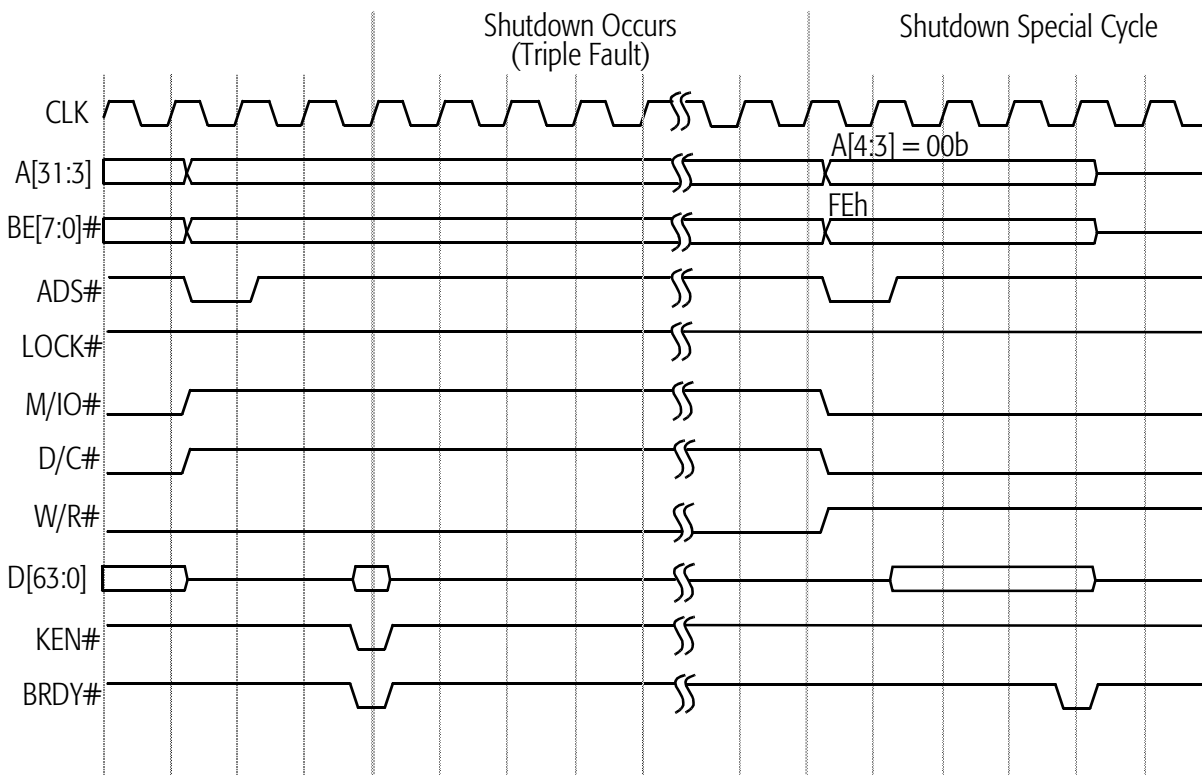 Shutdown Occurs
(Triple Fault)
Shutdown Special Cycle
CLK
A[4:3] = 00b
A[31:3]
FEh
BE[7:0]#
ADS#
LOCK#
M/IO#
D/C#
W/R#
D[63:0]
KEN#
BRDY#